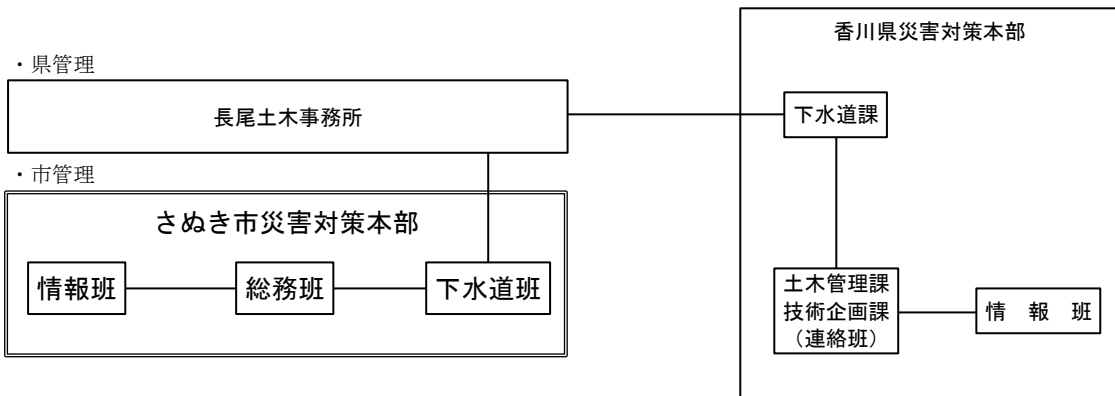 香川県災害対策本部
・県管理
長尾土木事務所
下水道課
・市管理
さぬき市災害対策本部
情報班
総務班
下水道班
土木管理課
技術企画課
（連絡班）
情　報　班